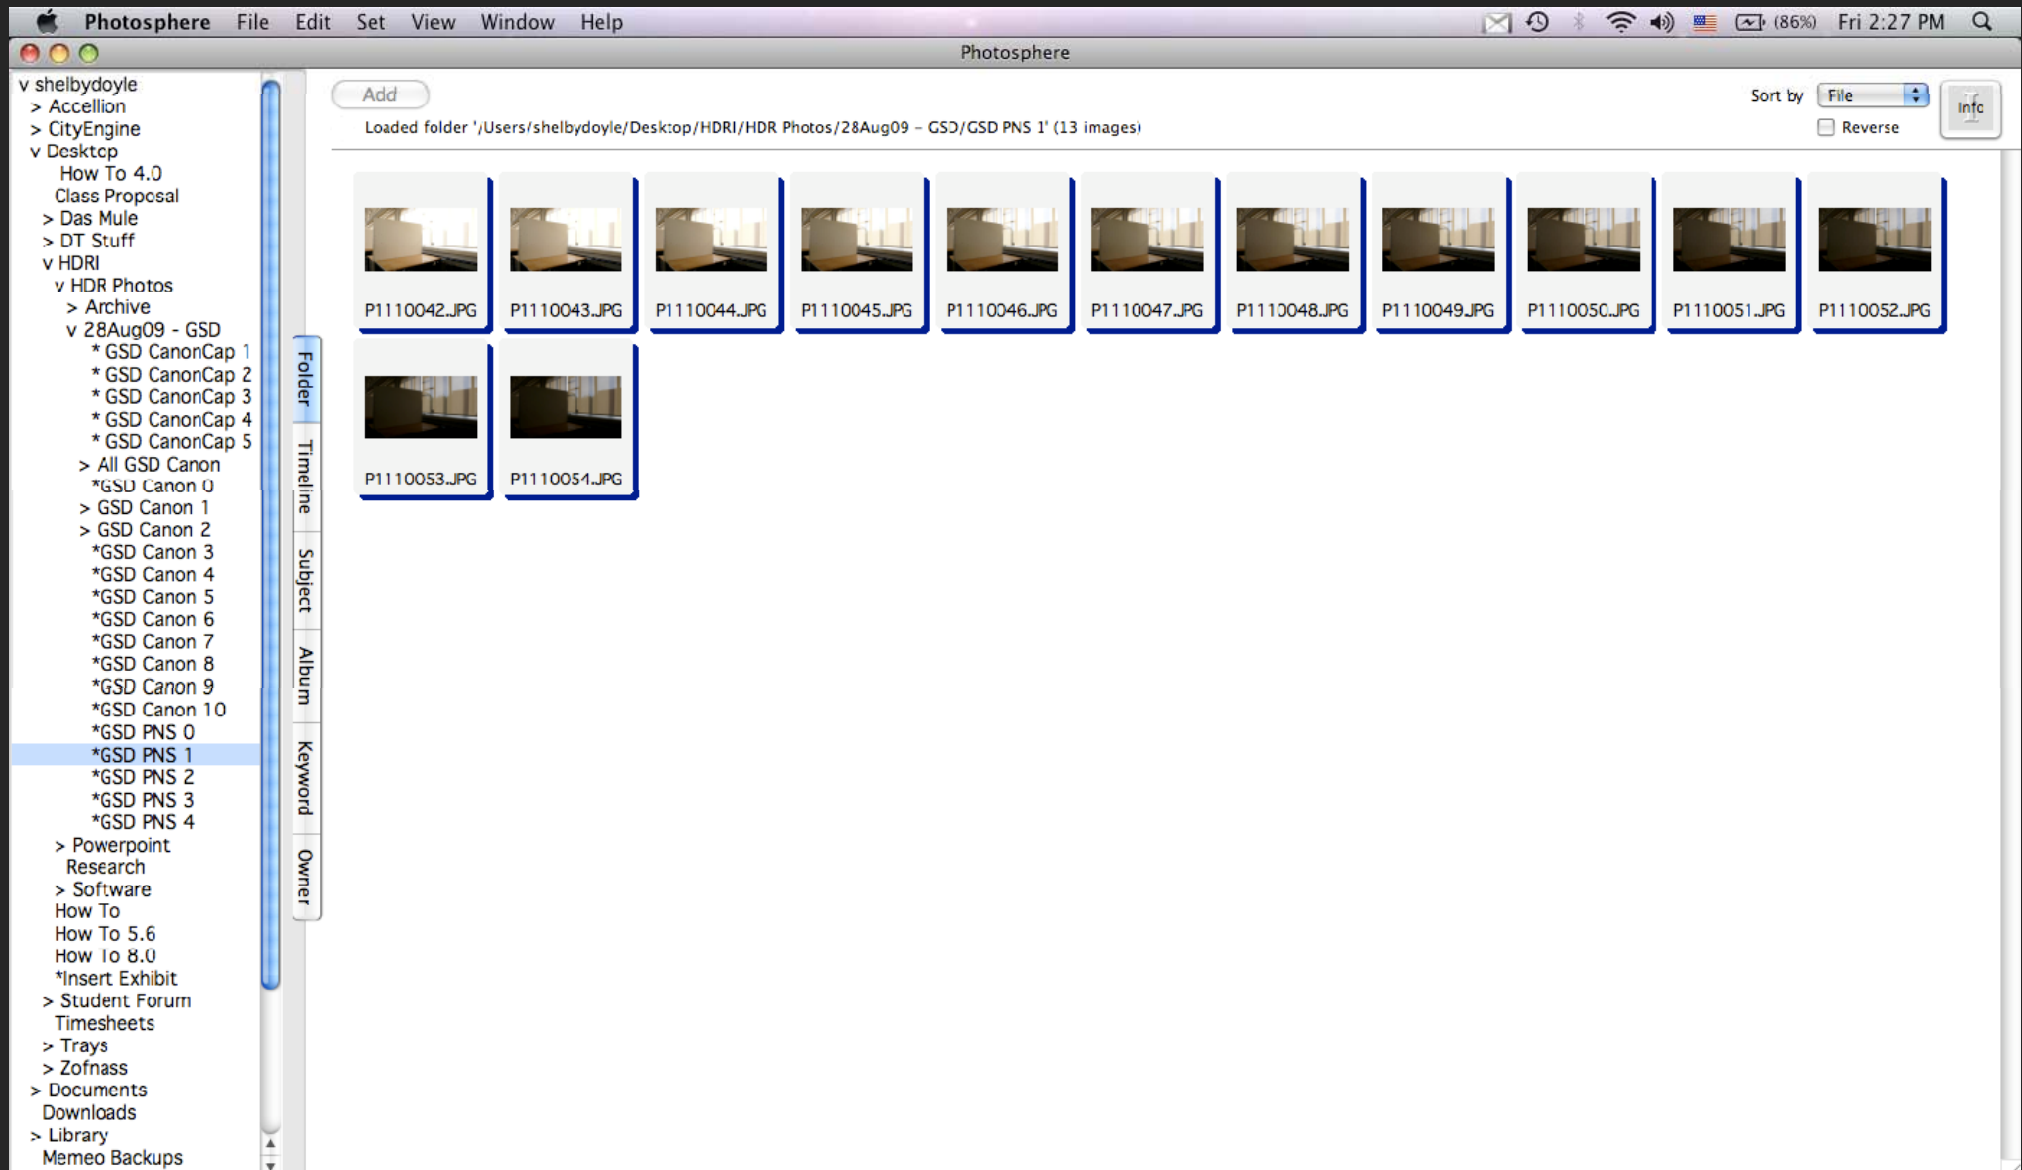 Photosphere File Edit Set View Window Help (86%) Fri 2:27 PM
Photosphere
v shelbydoyle
> Accellion
> CityEngine
v Desktop
How To 4.0
Class Proposal
> Das Mule
> DT Stuff
v HDRI
v HDR Photos
> Archive
v 28Aug09 - GSD
* GSD CanonCap 1
* GSD CanonCap 2
* GSD CanonCap 3
* GSD CanonCap 4
* GSD CanonCap 5
> All GSD Canon
*GSD Canon 0
> GSD Canon 1
> GSD Canon 2
*GSD Canon 3
*GSD Canon 4
*GSD Canon 5
*GSD Canon 6
*GSD Canon 7
*GSD Canon 8
*GSD Canon 9
*GSD Canon 10
*GSD PNS 0
*GSD PNS 1
*GSD PNS 2
*GSD PNS 3
*GSD PNS 4
> Powerpoint
Research
> Software
How To
How To 5.6
How To 8.0
*Insert Exhibit
> Student Forum
Timesheets
> Trays
> Zofnass
> Documents
Downloads
> Library
Memeo Backups
Folder
Timeline
Subject
Album
Keyword
Owner
Add
Sort by File
Info
Reverse
Loaded folder '/Users/shelbydoyle/Desktop/HDRI/HDR Photos/28Aug09 - GSD/GSD PNS 1' (13 images)
P1110042.JPG P1110043.JPG P1110044.JPG P1110045.JPG P1110046.JPG P1110047.JPG P1110048.JPG P1110049.JPG P1110050.JPG P1110051.JPG P1110052.JPG
P1110053.JPG P1110054.JPG